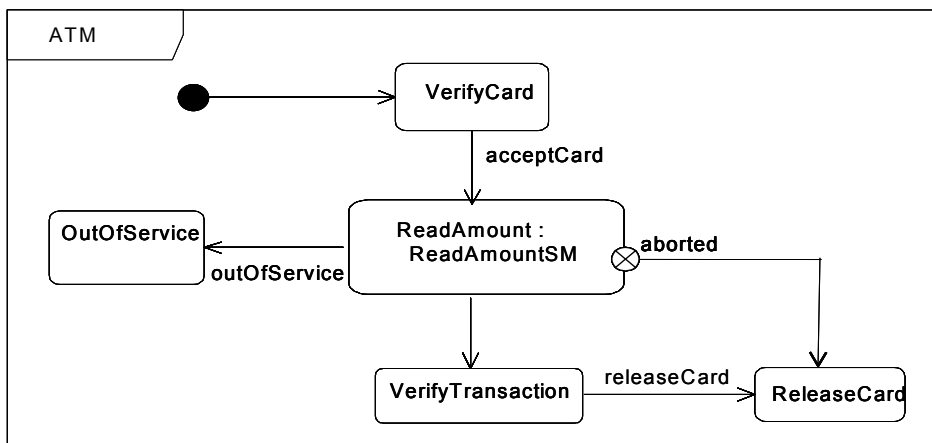 ATM
VerifyCard
acceptCard
ReadAmount :
ReadAmountSM
OutOfService
outOfService
aborted
VerifyTransaction
releaseCard
ReleaseCard